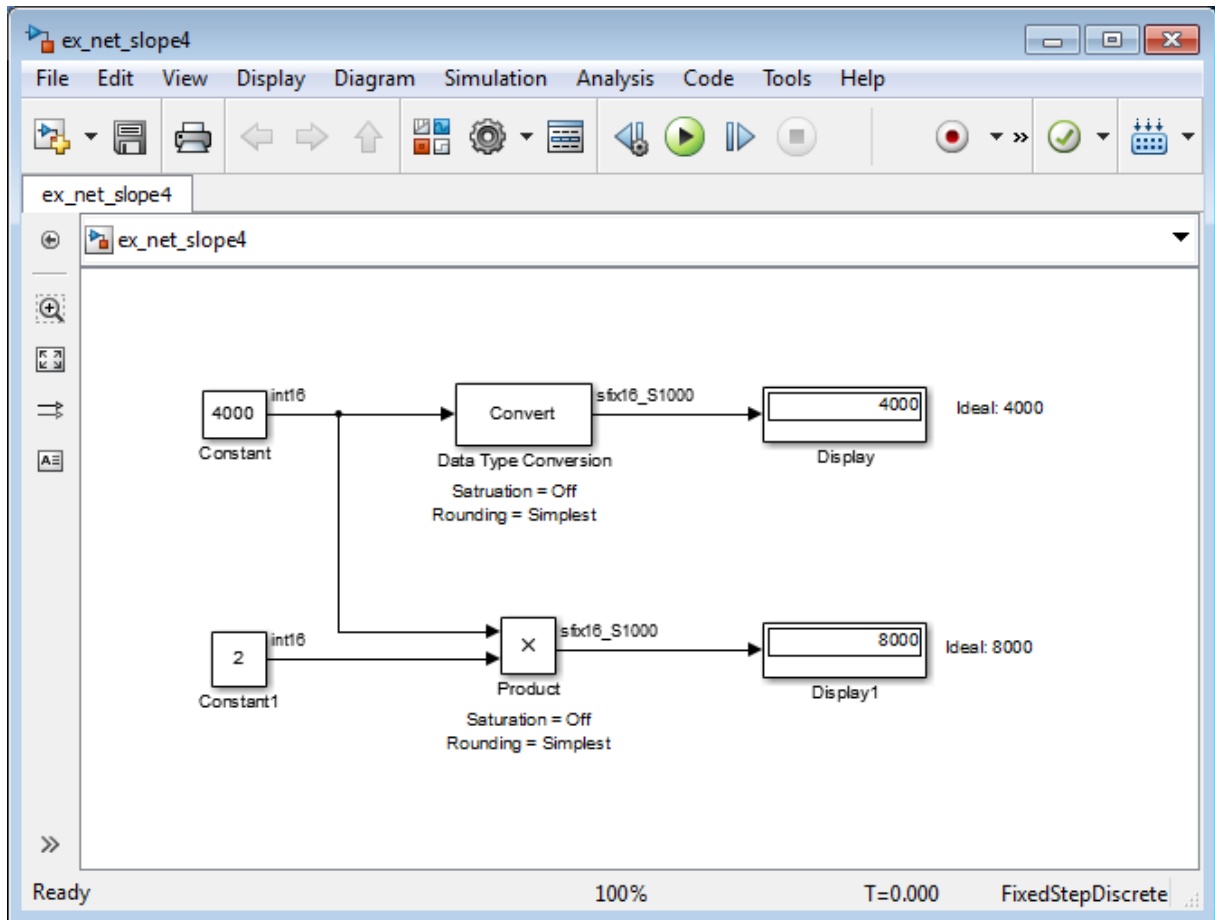 ex_net_slope4
File Edit View Display Diagram Simulation Analysis Code Tools Help
ex_net_slope4
ex_net_slope4
4000
int16
Constant
Convert
sfix16_S1000
Data Type Conversion
Satruation = Off
Rounding = Simplest
4000
Display
Ideal: 4000
2
int16
Constant1
×
sfix16_S1000
Product
Saturation = Off
Rounding = Simplest
8000
Display1
Ideal: 8000
Ready 100% T=0.000 FixedStepDiscrete